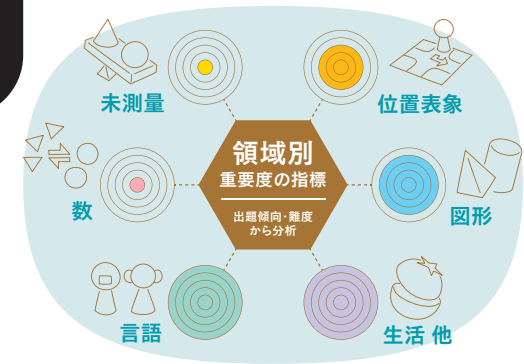 未測量
位置表象
領域別
重要度の指標
出題傾向・難度
から分析
数
図形
言語
生活 他